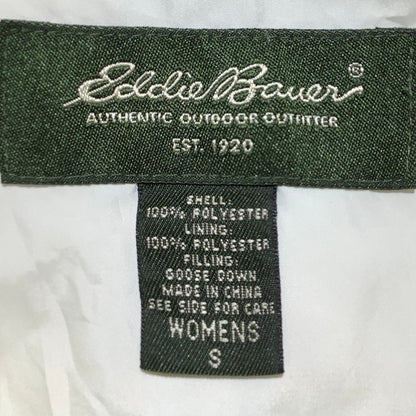 Eddie Bauer®
AUTHENTIC OUTDOOR OUTFITTER
EST. 1920
SHELL:
100% POLYESTER
LINING:
100% POLYESTER
FILLING:
GOOSE DOWN
MADE IN CHINA
SEE SIDE FOR CARE
WOMENS
S